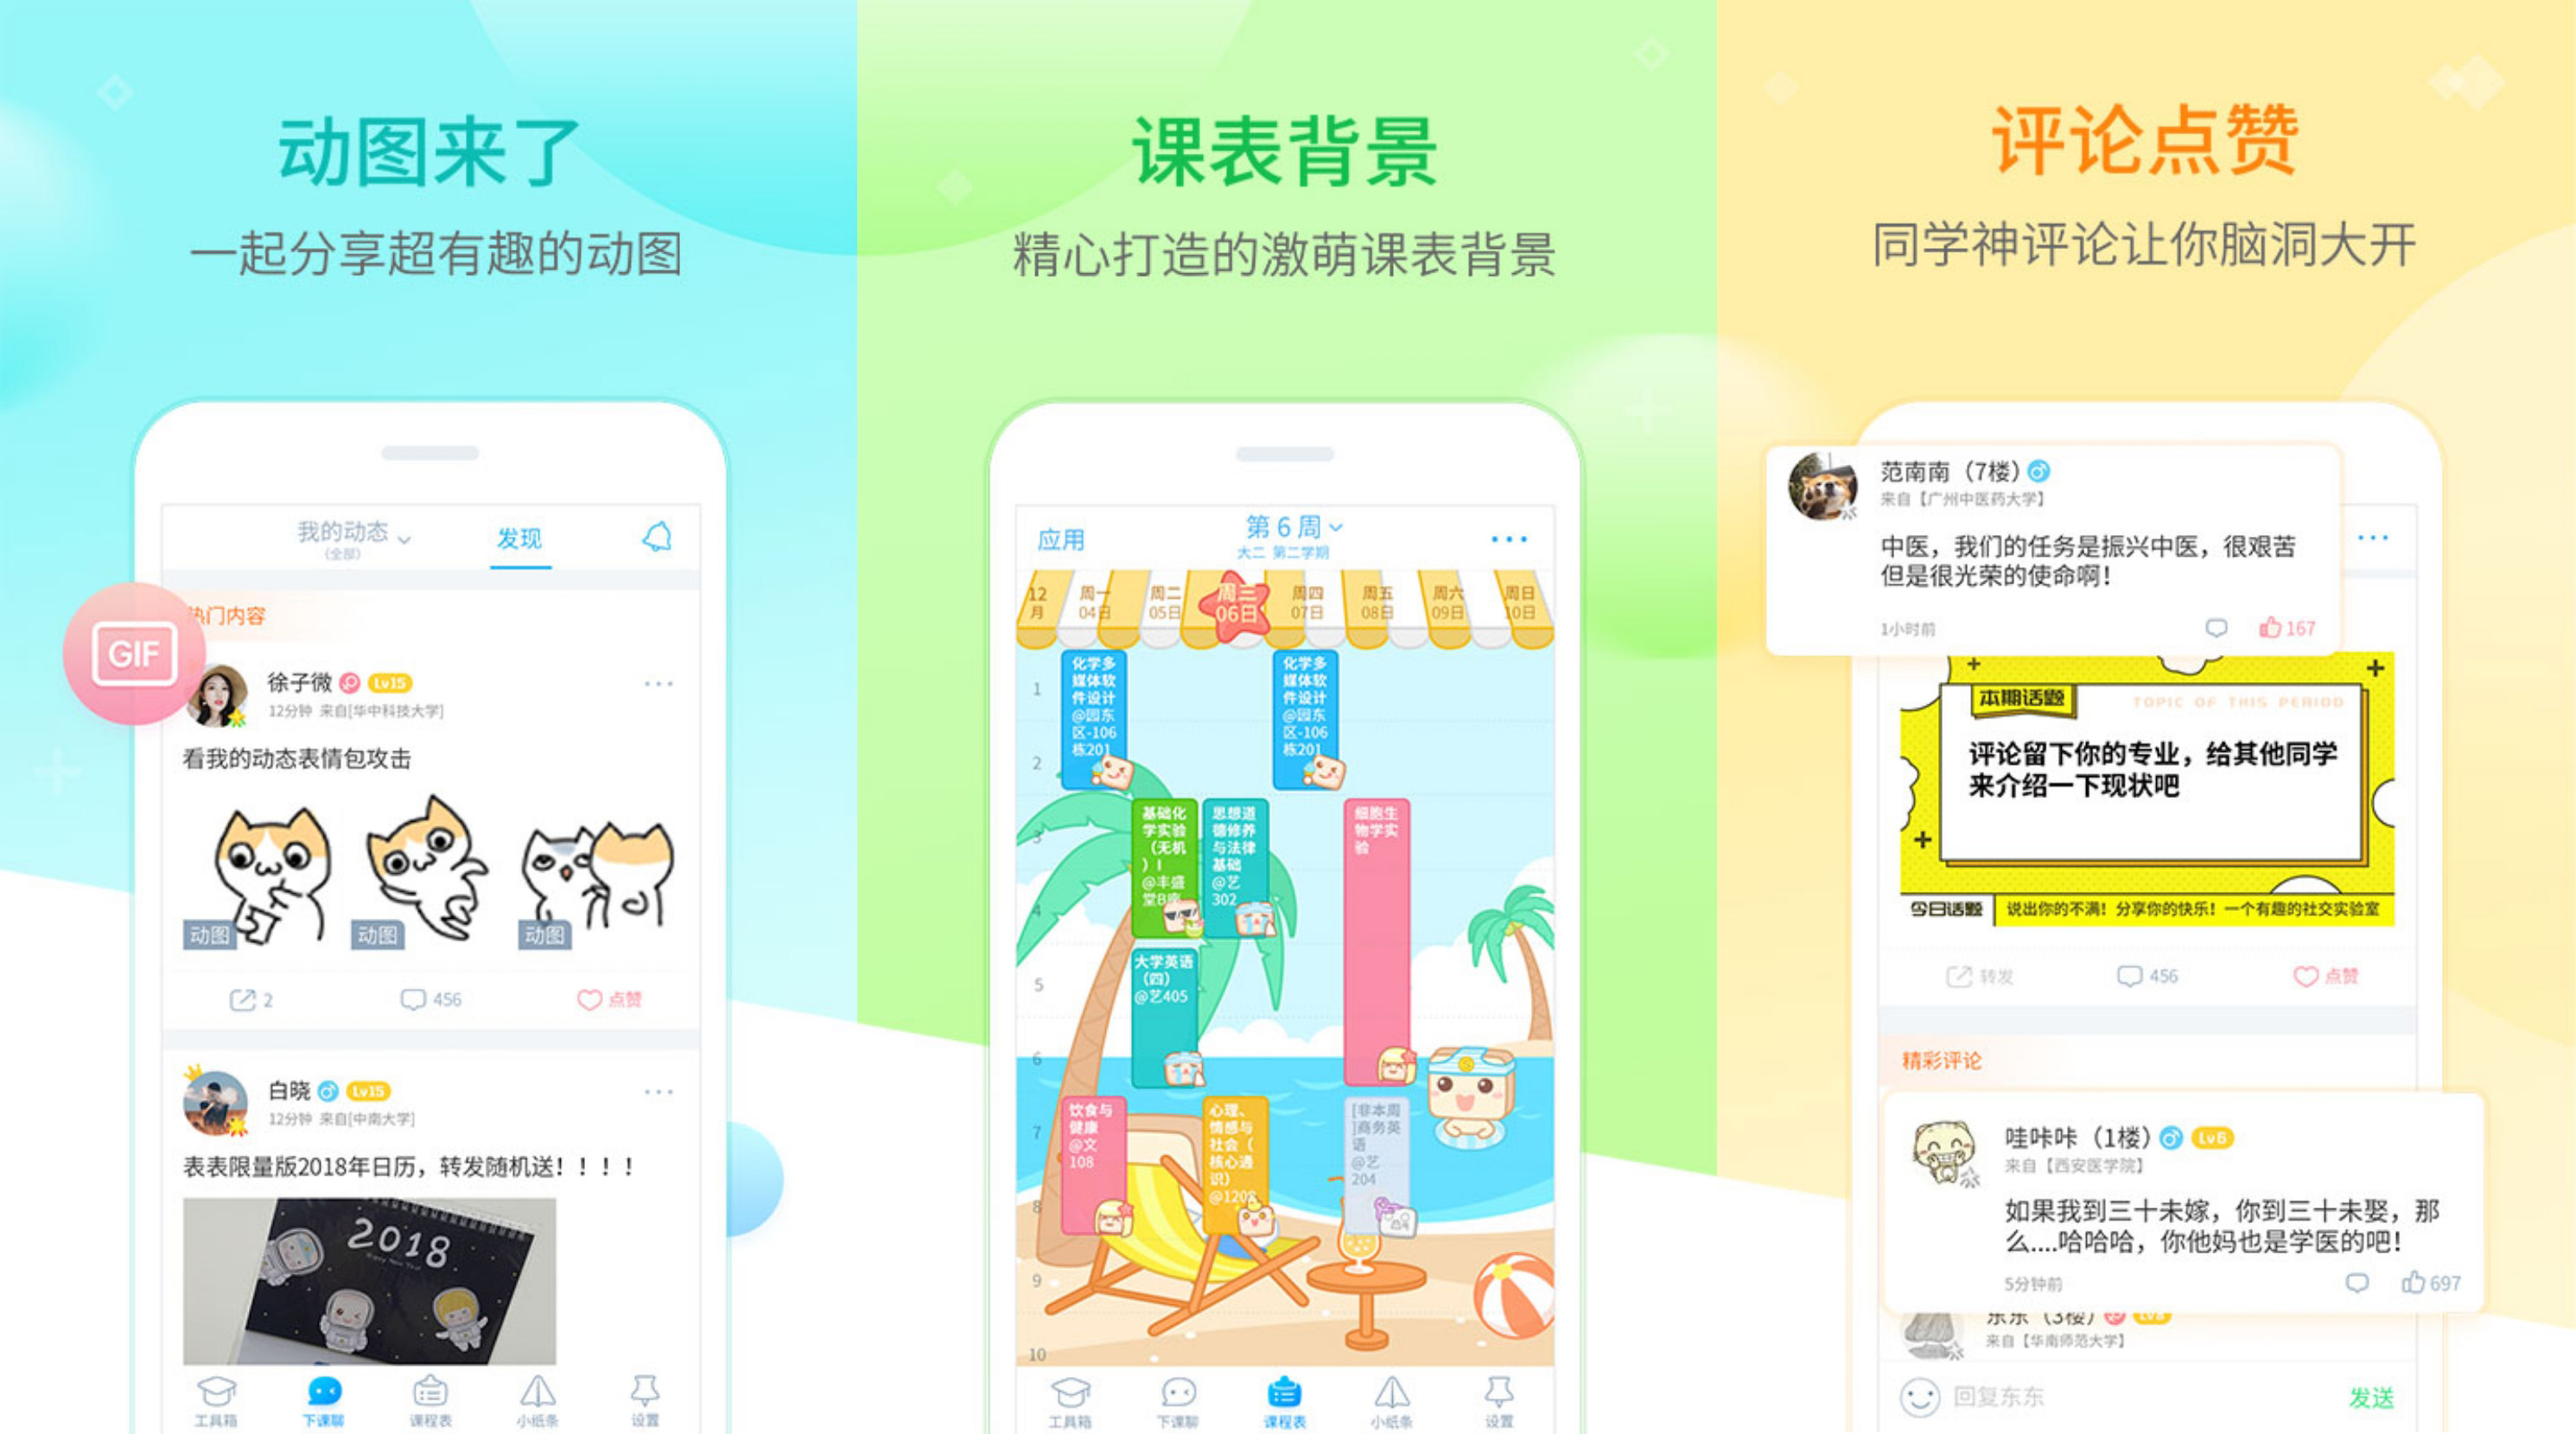 动图来了
一起分享超有趣的动图
我的动态
(全部)
发现
热门内容
GIF
徐子微
Lv15
12分钟 来自[华中科技大学]
看我的动态表情包攻击
动图
动图
动图
2
456
点赞
白晓
Lv15
12分钟 来自[中南大学]
表表限量版2018年日历，转发随机送！！！！
2018
Happy New Year
工具箱
下课聊
课程表
小纸条
设置
课表背景
精心打造的激萌课表背景
应用
第 6 周
大二 第二学期
12
月
周一
04日
周二
05日
周三
06日
周四
07日
周五
08日
周六
09日
周日
10日
1
2
3
4
5
6
7
8
9
10
化学多
媒体软
件设计
@园东
区-106
栋201
化学多
媒体软
件设计
@园东
区-106
栋201
基础化
学实验
（无机
）I
@丰盛
堂B座
思想道
德修养
与法律
基础
@艺
302
细胞生
物学实
验
大学英语
（四）
@艺405
饮食与
健康
@文
108
心理、
情感与
社会（
核心通
识）
@1208
[非本周
]商务英
语
@艺
204
工具箱
下课聊
课程表
小纸条
设置
评论点赞
同学神评论让你脑洞大开
范南南（7楼）
来自【广州中医药大学】
中医，我们的任务是振兴中医，很艰苦
但是很光荣的使命啊！
1小时前
167
本期话题
TOPIC OF THIS PERIOD
评论留下你的专业，给其他同学
来介绍一下现状吧
今日话题
说出你的不满！分享你的快乐！一个有趣的社交实验室
转发
456
点赞
精彩评论
哇咔咔（1楼）
Lv6
来自【西安医学院】
如果我到三十未嫁，你到三十未娶，那
么....哈哈哈，你他妈也是学医的吧！
5分钟前
697
东东（3楼）
来自【华南师范大学】
回复东东
发送